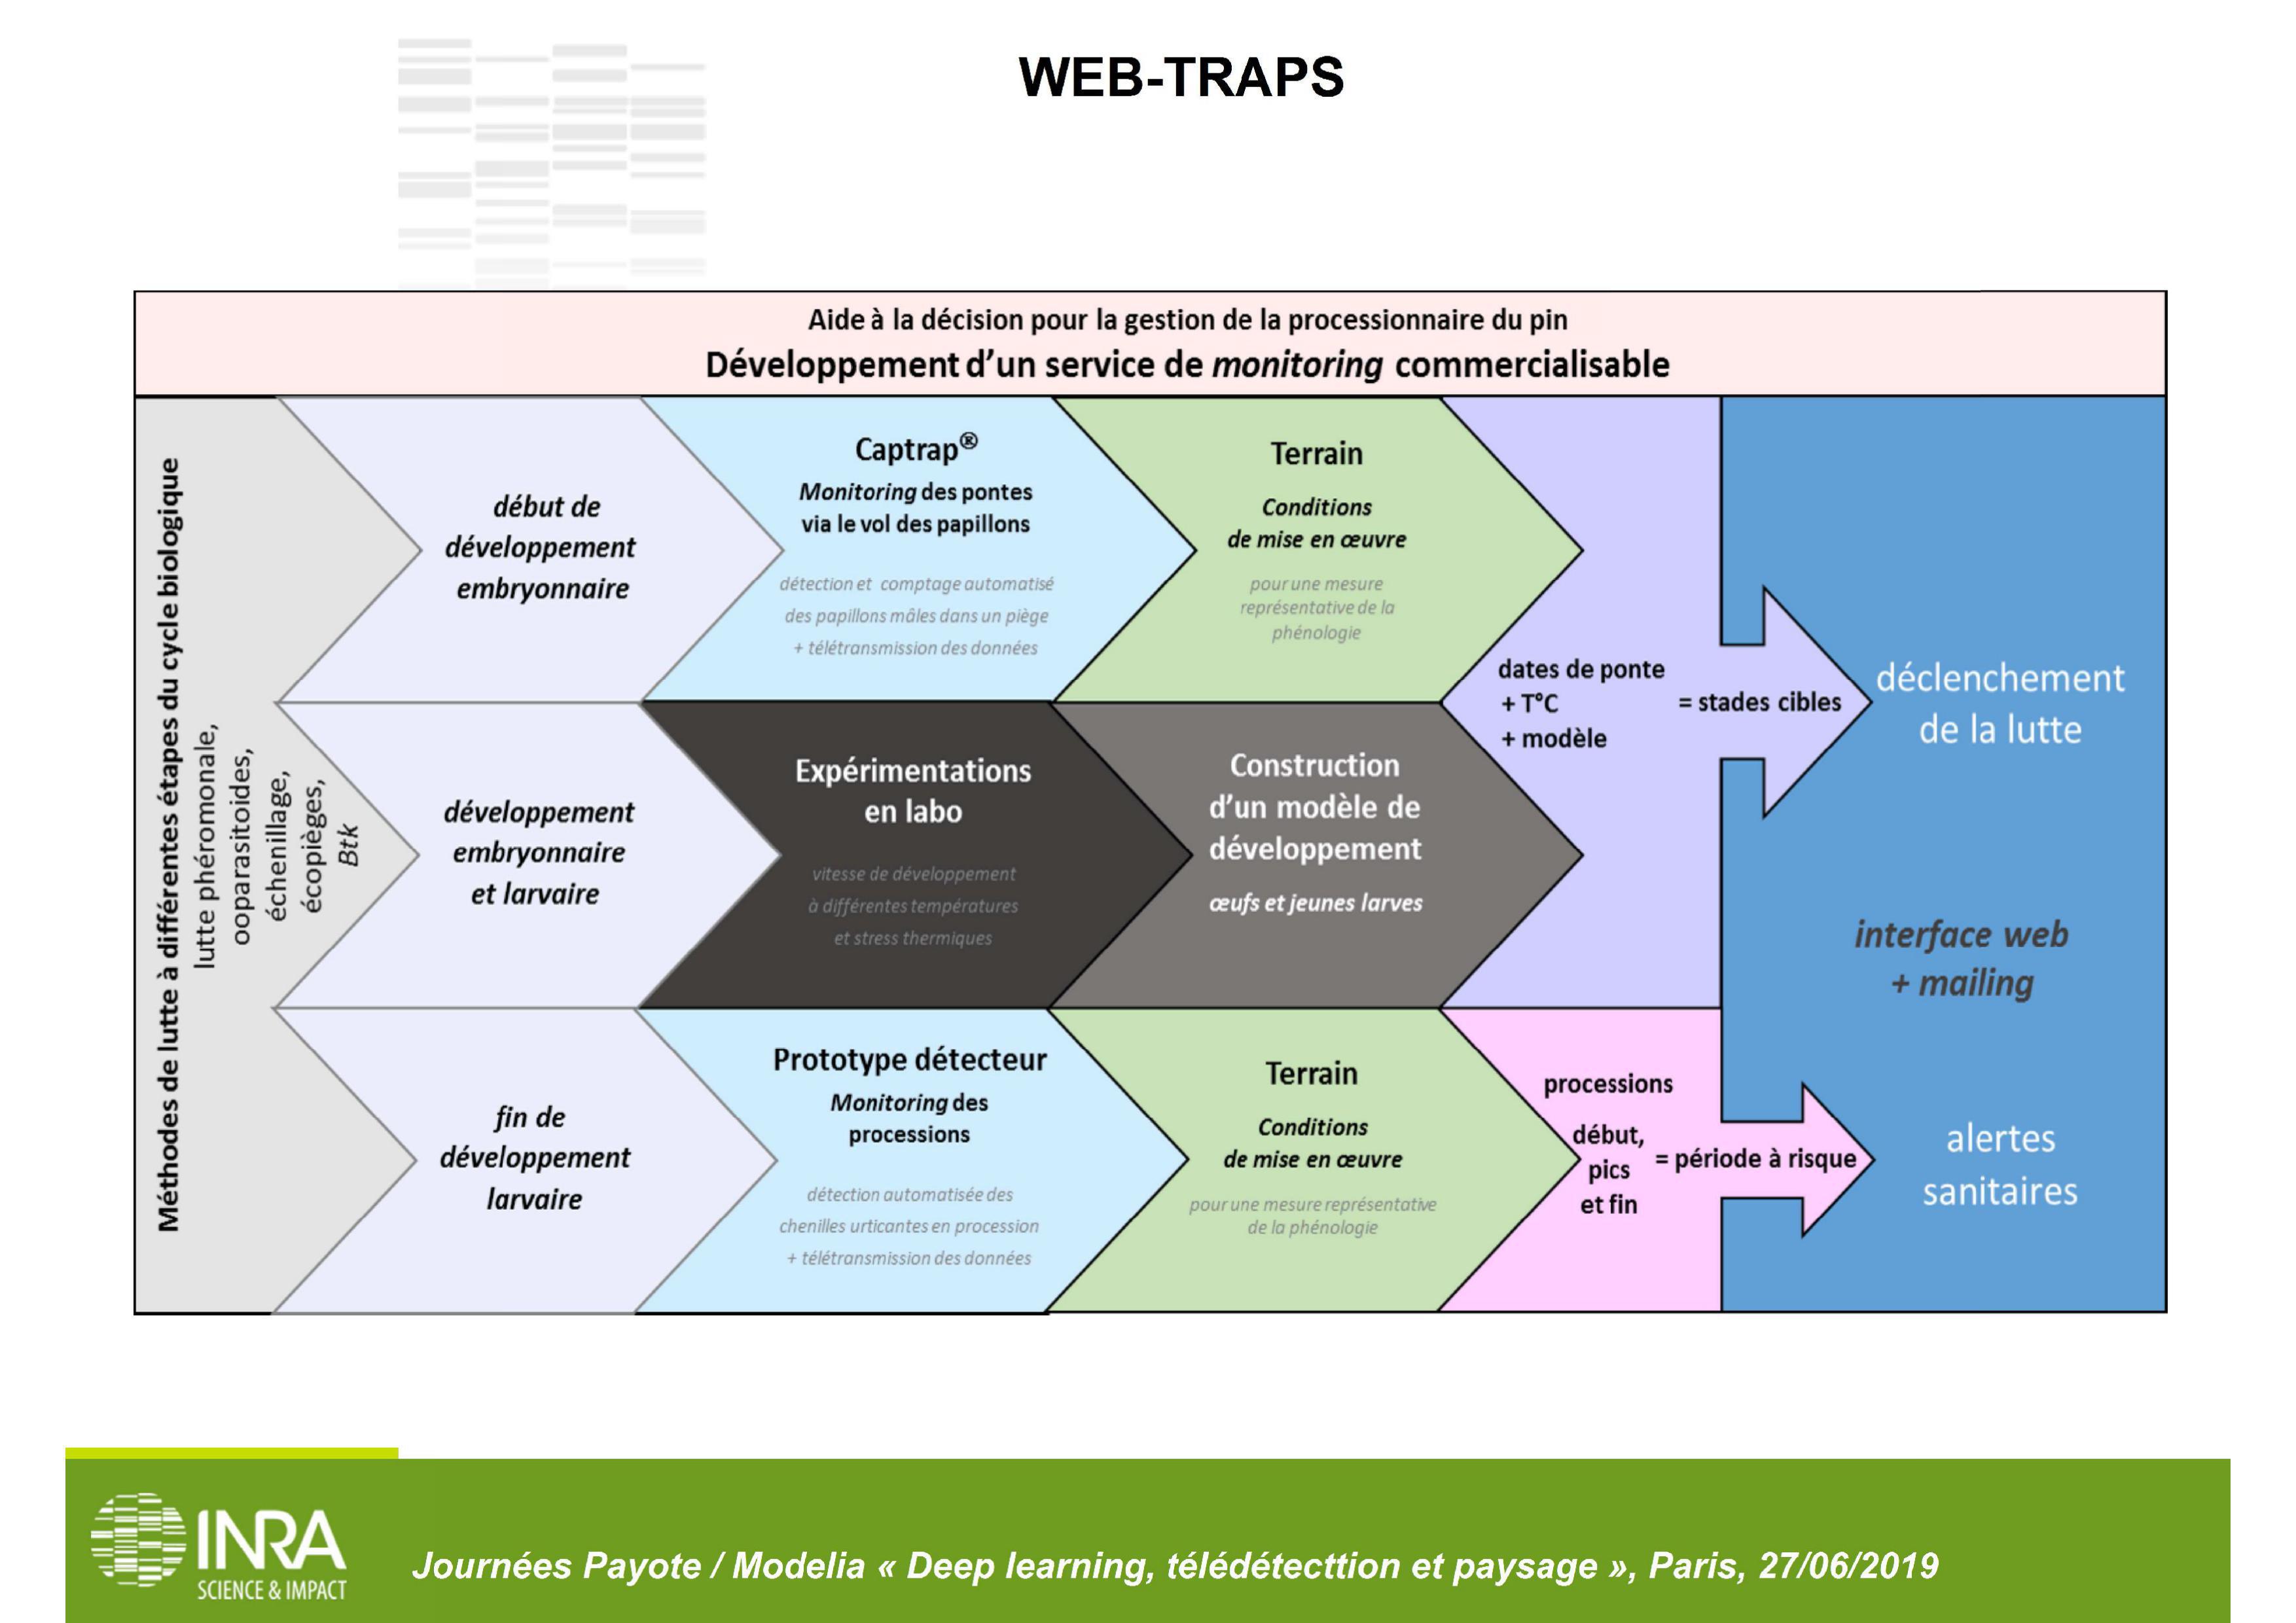 WEB-TRAPS
Aide à la décision pour la gestion de la processionnaire du pin
Développement d’un service de monitoring commercialisable
Méthodes de lutte à différentes étapes du cycle biologique
lutte phéromonale,
ooparasitoides,
échenillage,
écopièges,
Btk
début de
développement
embryonnaire
Captrap®
Monitoring des pontes
via le vol des papillons
détection et comptage automatisé
des papillons mâles dans un piège
+ télétransmission des données
Terrain
Conditions
de mise en œuvre
pour une mesure
représentative de la
phénologie
développement
embryonnaire
et larvaire
Expérimentations
en labo
vitesse de développement
à différentes températures
et stress thermiques
Construction
d’un modèle de
développement
œufs et jeunes larves
dates de ponte
+ T°C
+ modèle
= stades cibles
déclenchement
de la lutte
interface web
+ mailing
fin de
développement
larvaire
Prototype détecteur
Monitoring des
processions
détection automatisée des
chenilles urticantes en procession
+ télétransmission des données
Terrain
Conditions
de mise en œuvre
pour une mesure représentative
de la phénologie
processions
début,
pics
et fin
= période à risque
alertes
sanitaires
INRA
SCIENCE & IMPACT
Journées Payote / Modelia « Deep learning, télédétecttion et paysage », Paris, 27/06/2019